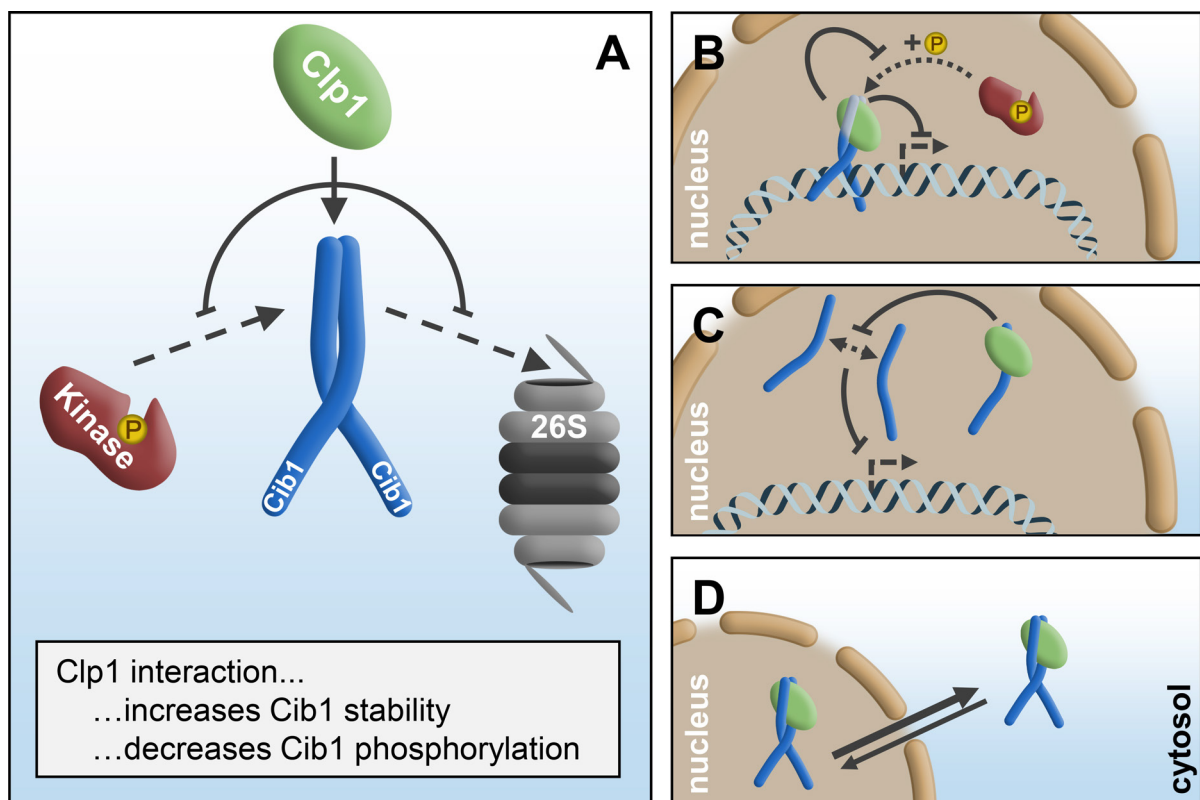 A
Clp1
Kinase
P
Cib1
Cib1
26S
Clp1 interaction...
...increases Cib1 stability
...decreases Cib1 phosphorylation
B
+ P
P
nucleus
C
nucleus
D
nucleus
cytosol